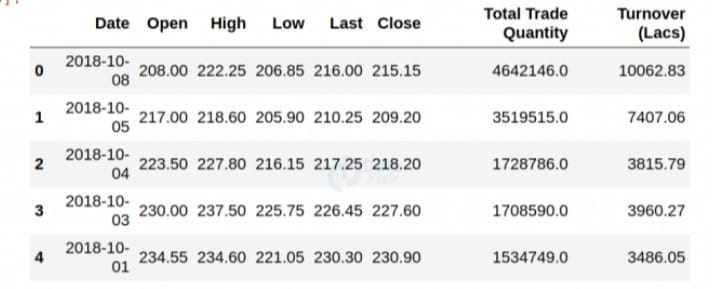 Date Open High Low Last Close Total Trade Quantity Turnover (Lacs)
0 2018-10-08 208.00 222.25 206.85 216.00 215.15 4642146.0 10062.83
1 2018-10-05 217.00 218.60 205.90 210.25 209.20 3519515.0 7407.06
2 2018-10-04 223.50 227.80 216.15 217.25 218.20 1728786.0 3815.79
3 2018-10-03 230.00 237.50 225.75 226.45 227.60 1708590.0 3960.27
4 2018-10-01 234.55 234.60 221.05 230.30 230.90 1534749.0 3486.05